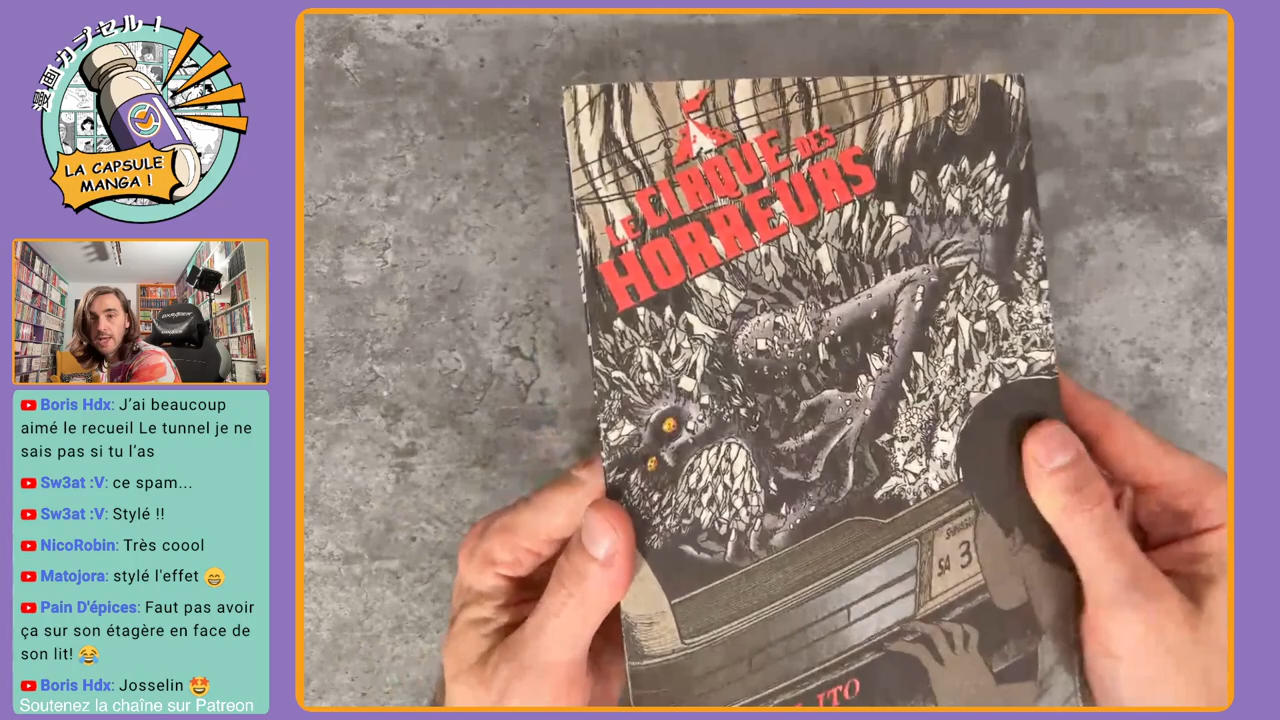 漫画カプセル!
LA CAPSULE
MANGA !
Boris Hdx: J'ai beaucoup
aimé le recueil Le tunnel je ne
sais pas si tu l'as
Sw3at :V: ce spam...
Sw3at :V: Stylé !!
NicoRobin: Très coool
Matojora: stylé l'effet 😄
Pain D'épices: Faut pas avoir
ça sur son étagère en face de
son lit! 😂
Boris Hdx: Josselin 🤩
Soutenez la chaîne sur Patreon
LE CIRQUE DES
HORREURS
SA 3
ITO